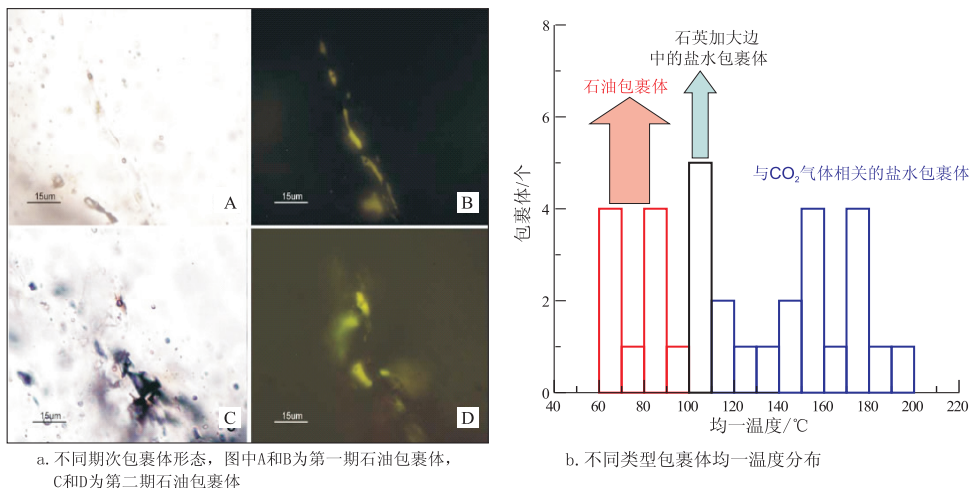 15um
A
15um
B
15um
C
15um
D
a. 不同期次包裹体形态, 图中A和B为第一期石油包裹体,
C和D为第二期石油包裹体
8
6
4
2
0
包裹体/个
石英加大边
中的盐水包裹体
石油包裹体
与CO₂气体相关的盐水包裹体
40 60 80 100 120 140 160 180 200 220
均一温度/℃
b. 不同类型包裹体均一温度分布